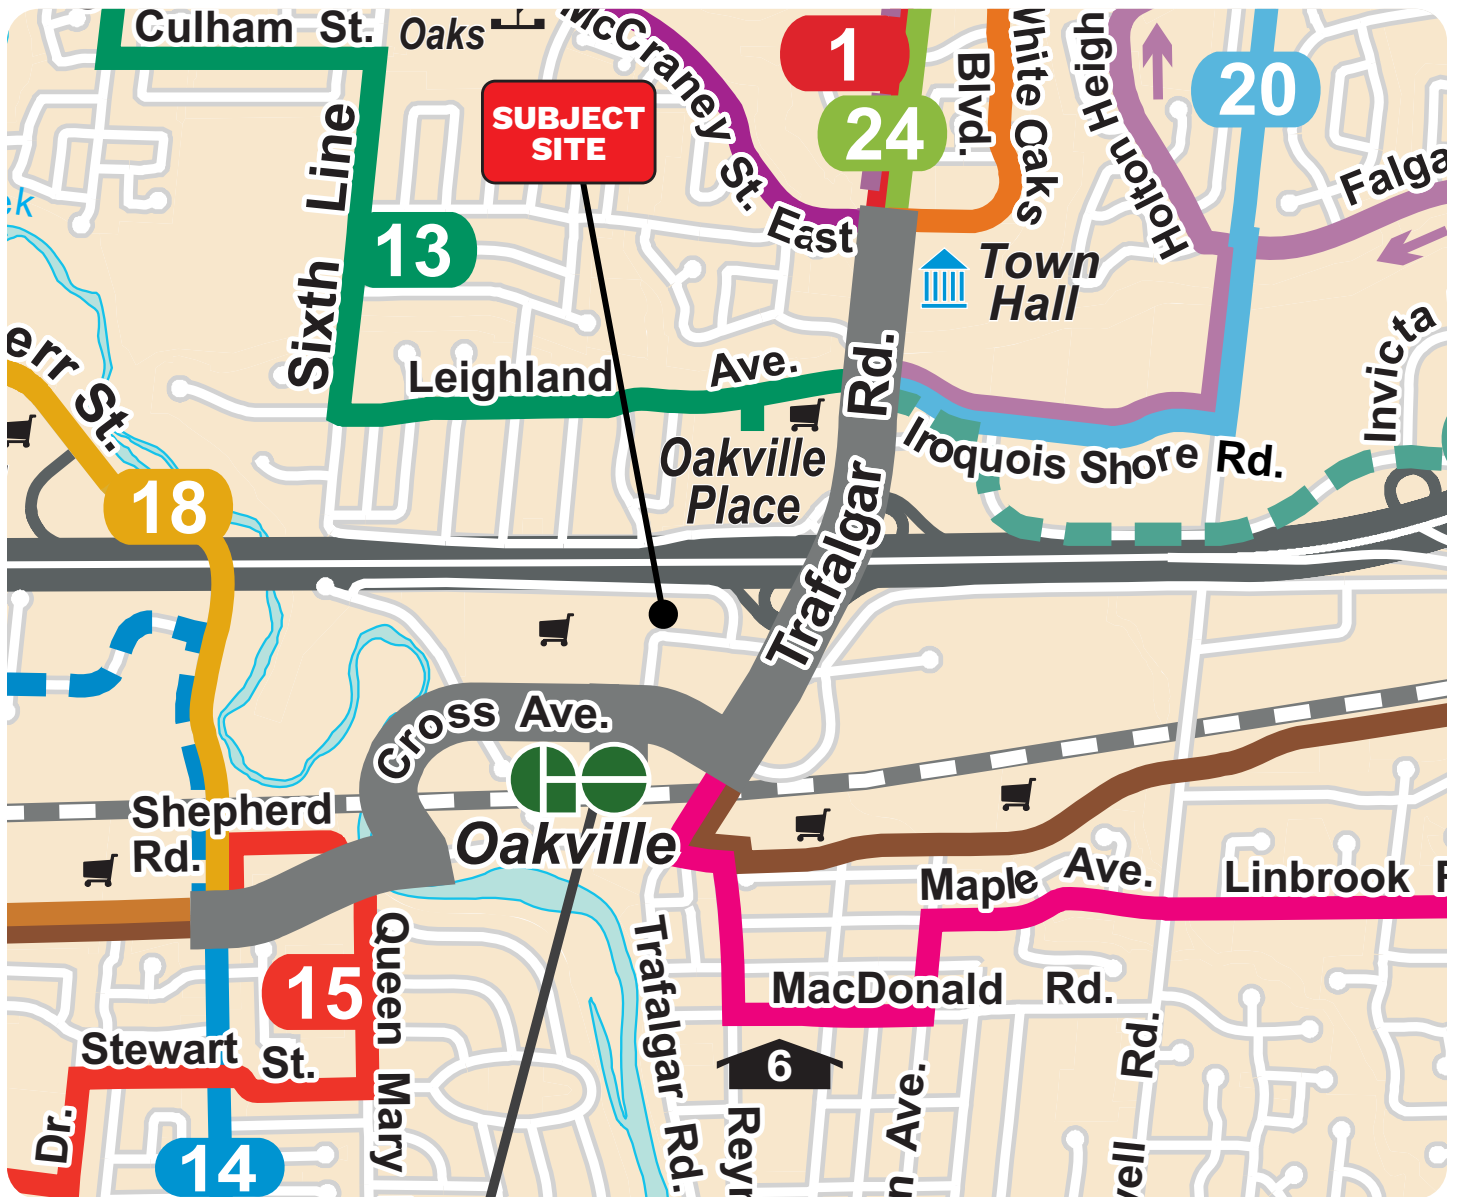 Culham St.
Oaks
McCraney St. East
1
24
Blvd.
White Oaks
Holton Heigh
20
Falga
SUBJECT
SITE
Sixth Line
13
ek
Town
Hall
Invicta
err St.
Leighland Ave.
Trafalgar Rd.
Oakville
Place
Iroquois Shore Rd.
18
Cross Ave.
Shepherd
Rd.
Oakville
Maple Ave.
Linbrook R
Queen Mary
15
Trafalgar Rd.
MacDonald Rd.
Stewart St.
6
Dr.
14
Reyn
n Ave.
well Rd.